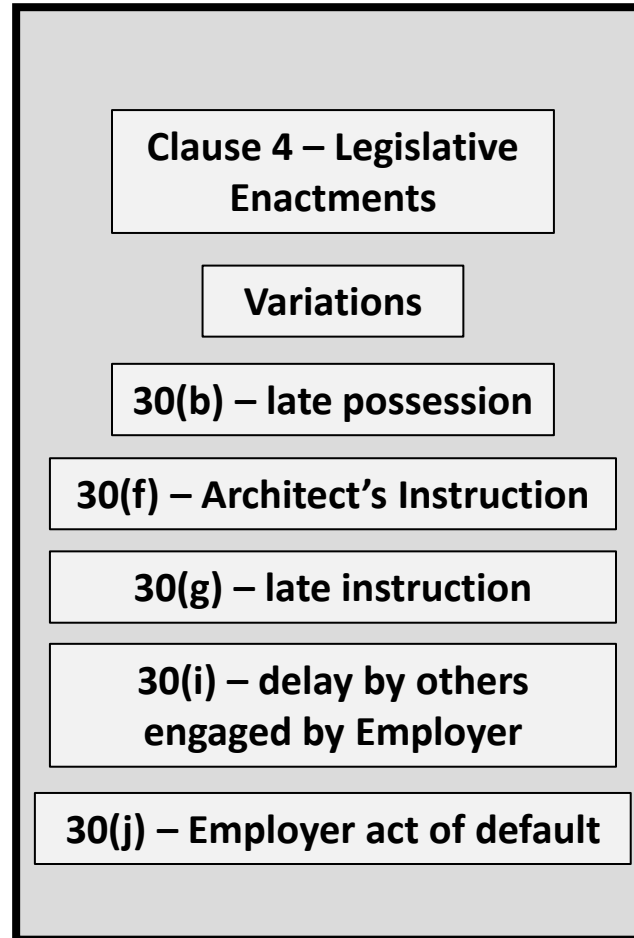 Clause 4 – Legislative
Enactments
Variations
30(b) – late possession
30(f) – Architect’s Instruction
30(g) – late instruction
30(i) – delay by others
engaged by Employer
30(j) – Employer act of default